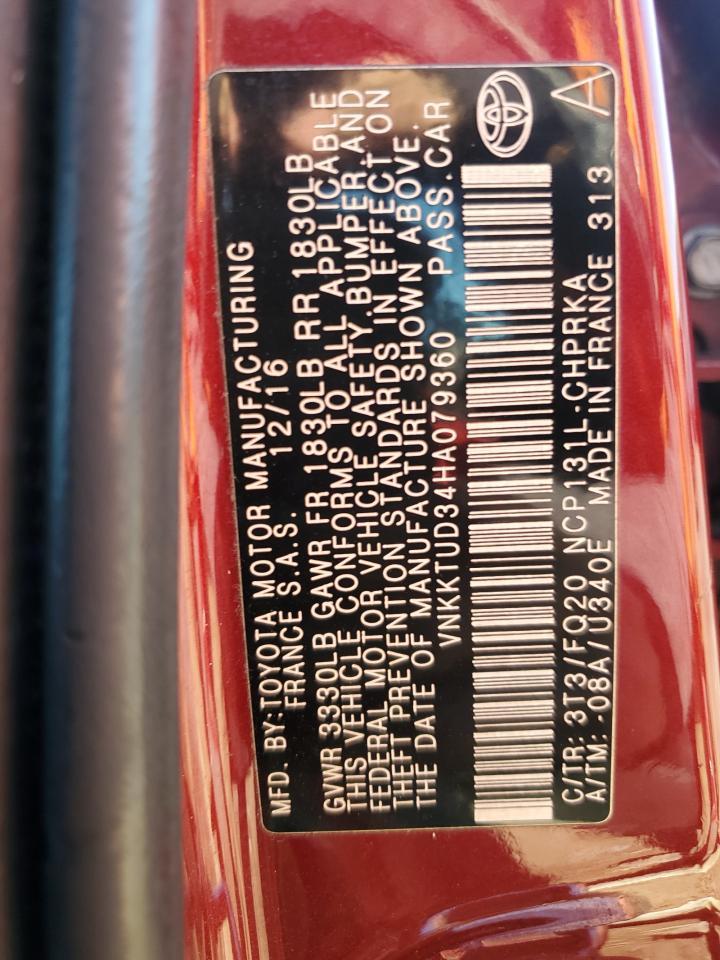 MFD. BY:TOYOTA MOTOR MANUFACTURING
FRANCE S.A.S. 12/16
GVWR 3330LB GAWR FR 1830LB RR 1830LB
THIS VEHICLE CONFORMS TO ALL APPLICABLE
FEDERAL MOTOR VEHICLE SAFETY,BUMPER,AND
THEFT PREVENTION STANDARDS IN EFFECT ON
THE DATE OF MANUFACTURE SHOWN ABOVE.
VNKKTUD34HA079360 PASS.CAR
C/TR: 3T3/FQ20 NCP131L-CHPRKA
A/TM: -08A/U340E MADE IN FRANCE 313
A